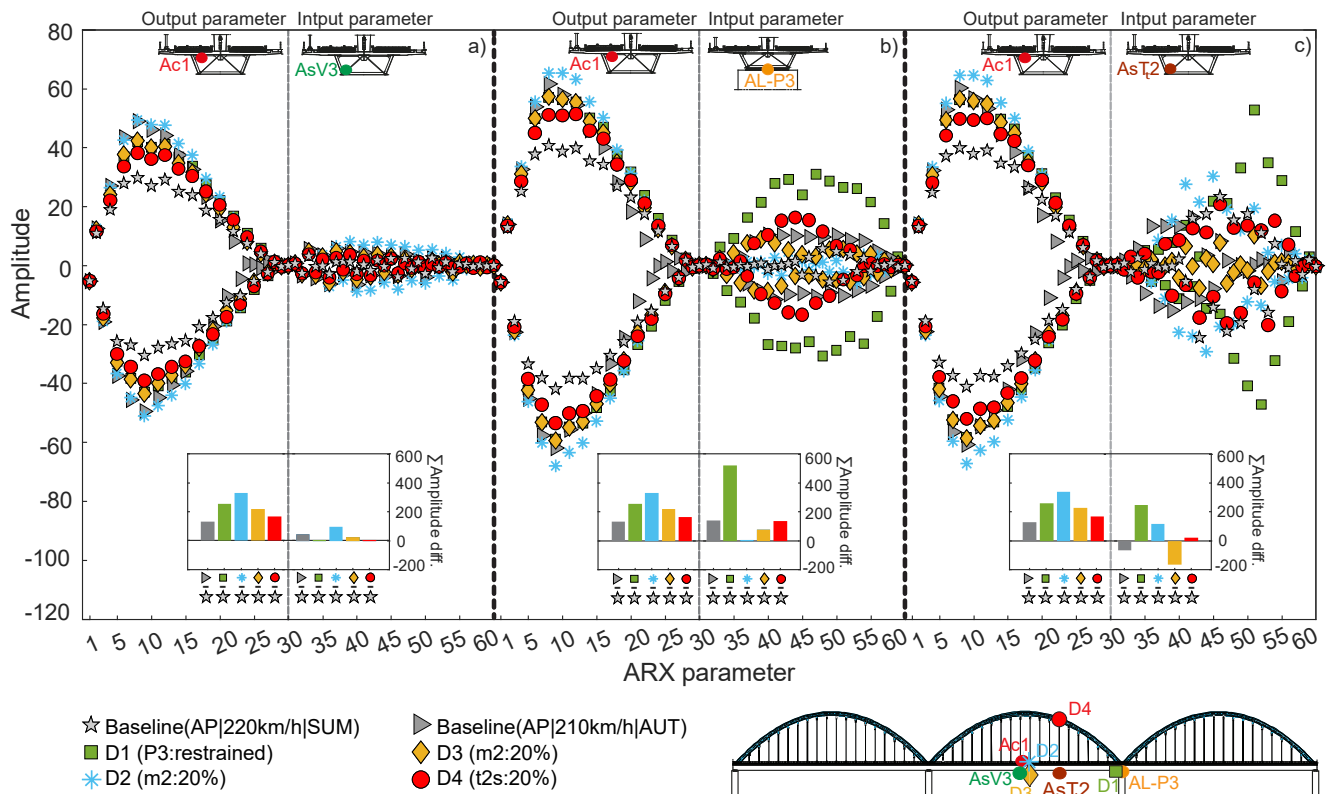 Output parameter Intput parameter Output parameter Intput parameter Output parameter Intput parameter
a) b) c)
Ac1 AsV3 Ac1 AL-P3 Ac1 AsT2
80
60
40
20
0
-20
-40
-60
-80
-100
-120
Amplitude
600 600 600
400 400 400
200 200 200
0 0 0
-200 -200 -200
∑Amplitude diff. ∑Amplitude diff. ∑Amplitude diff.
1 5 10 15 20 25 30 35 40 45 50 55 60 1 5 10 15 20 25 30 35 40 45 50 55 60 1 5 10 15 20 25 30 35 40 45 50 55 60
ARX parameter
Baseline(AP|220km/h|SUM) Baseline(AP|210km/h|AUT)
D1 (P3:restrained) D3 (m2:20%)
D2 (m2:20%) D4 (t2s:20%)
D4
Ac1 D2
AsV3 D3 AsT2 D1 AL-P3